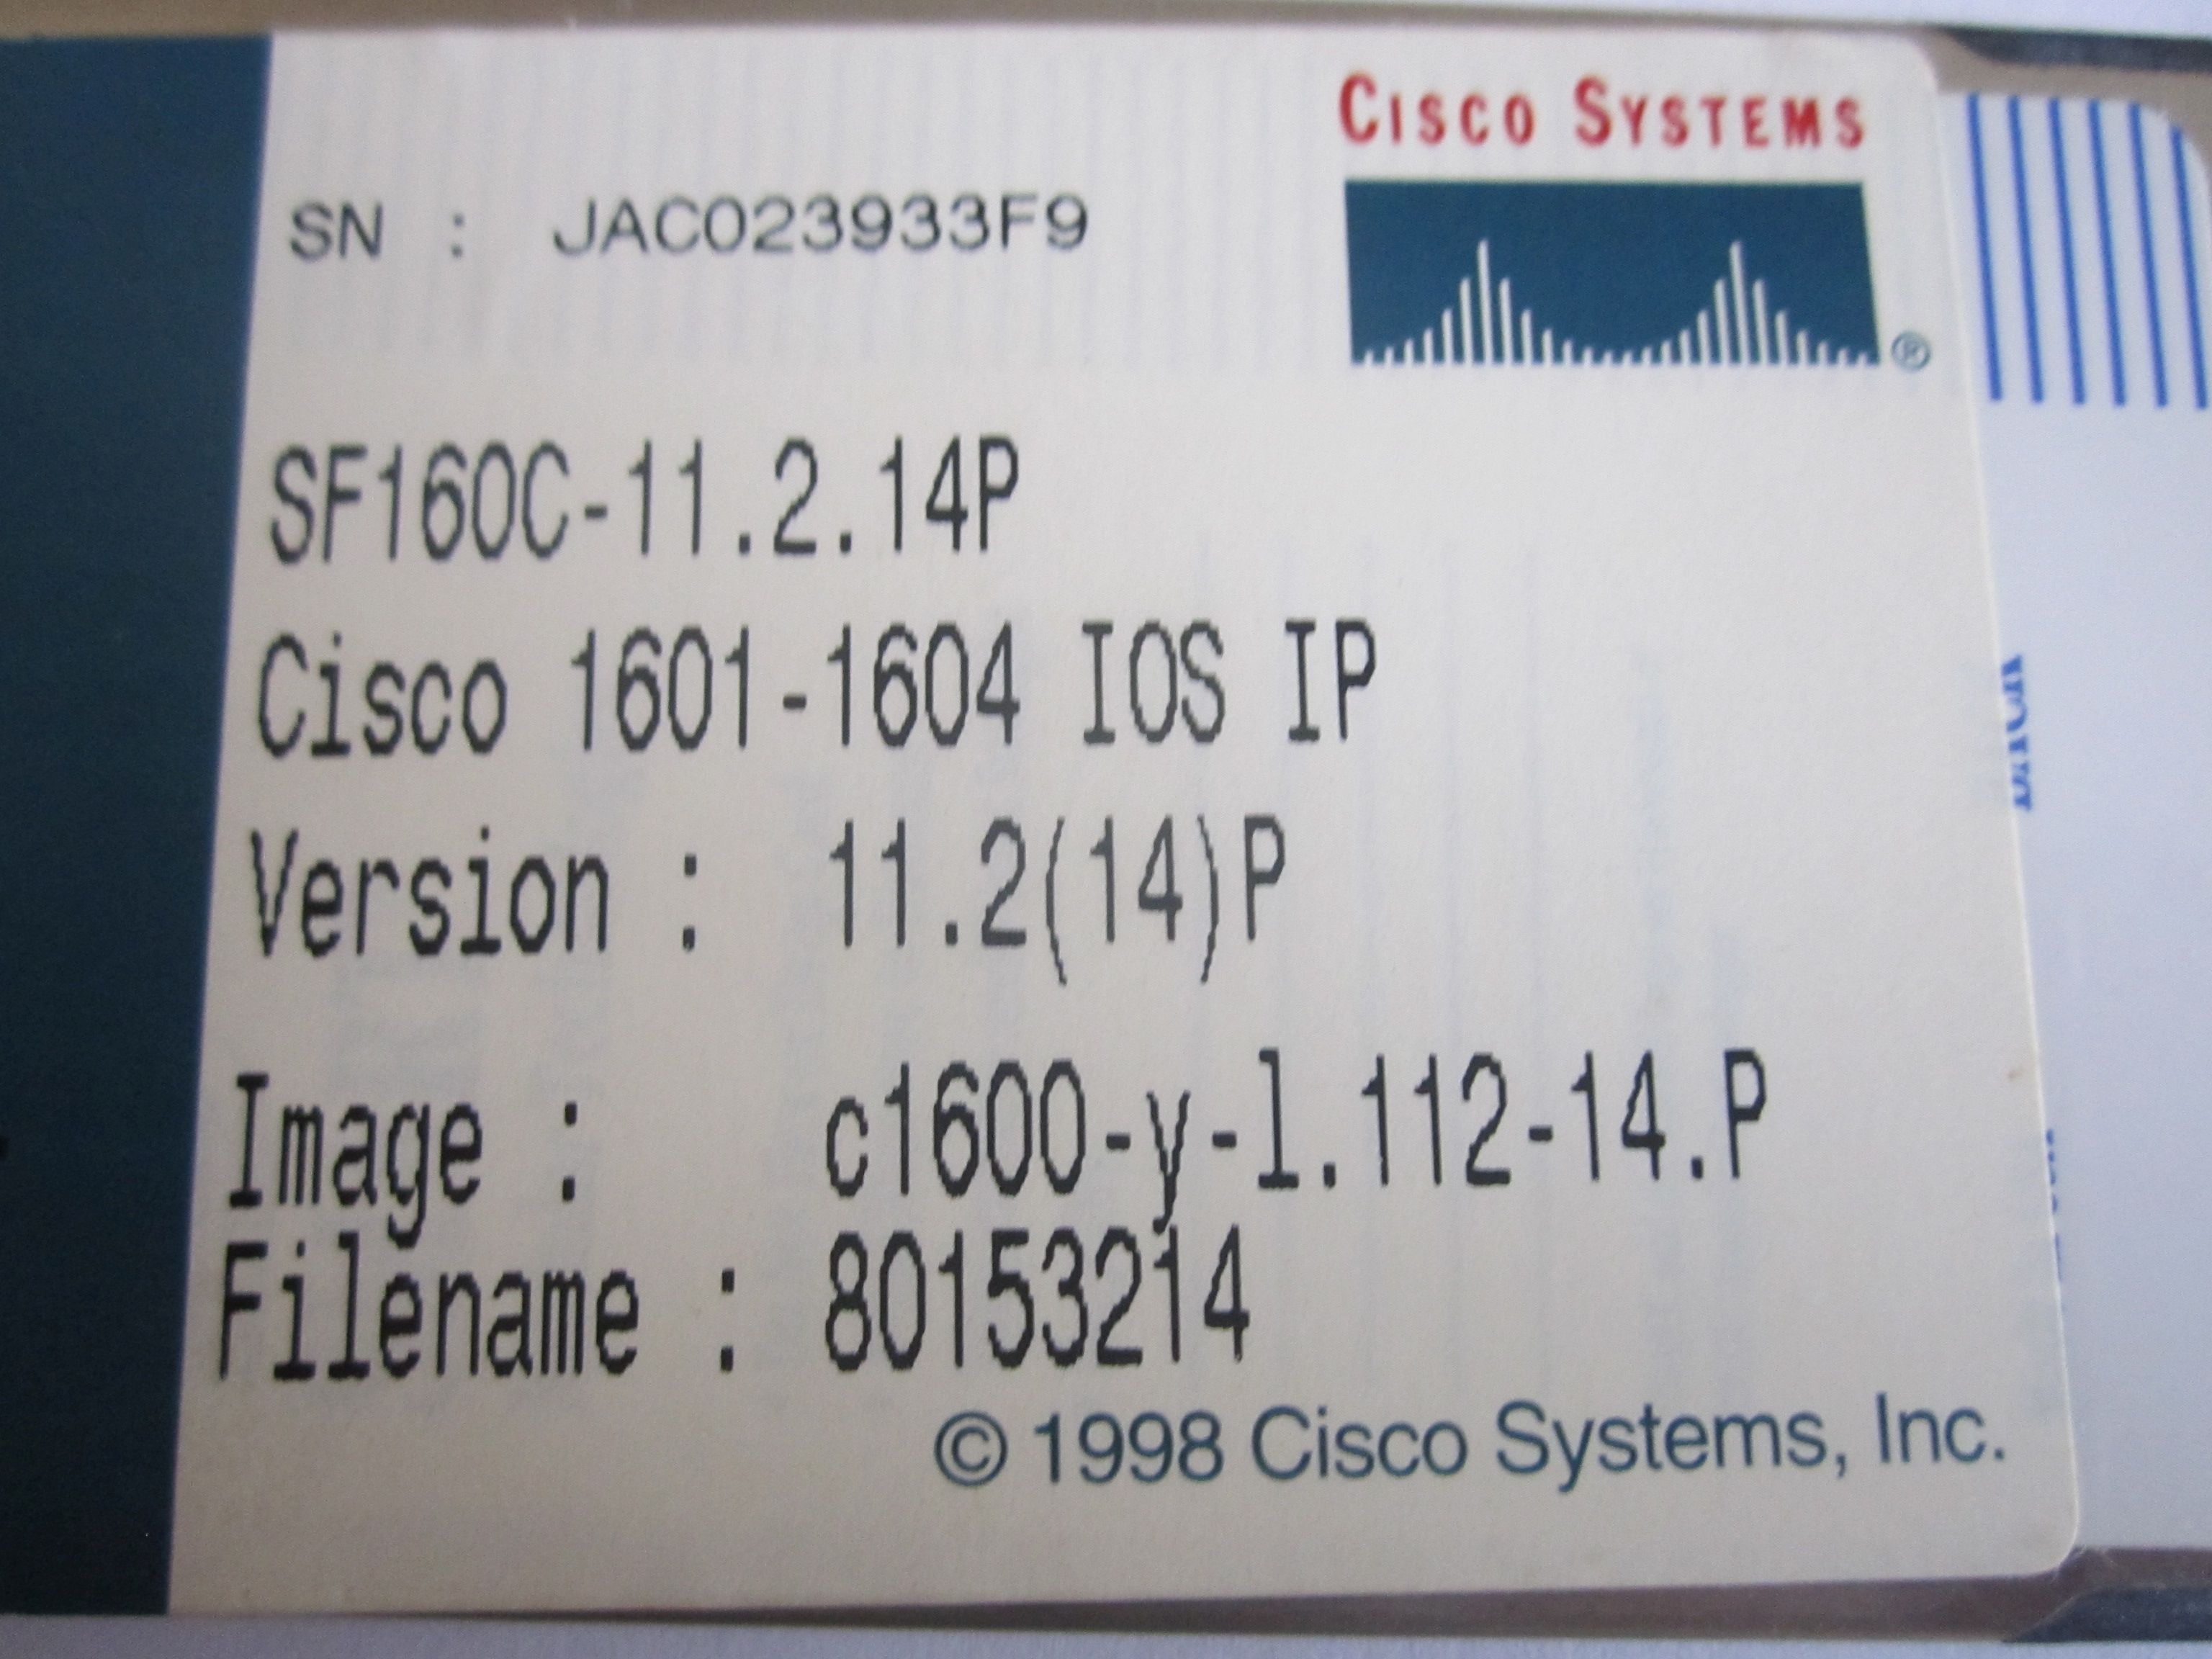 CISCO SYSTEMS
®
SN : JAC023933F9
SF160C-11.2.14P
Cisco 1601-1604 IOS IP
Version : 11.2(14)P
Image : c1600-y-l.112-14.P
Filename : 80153214
© 1998 Cisco Systems, Inc.